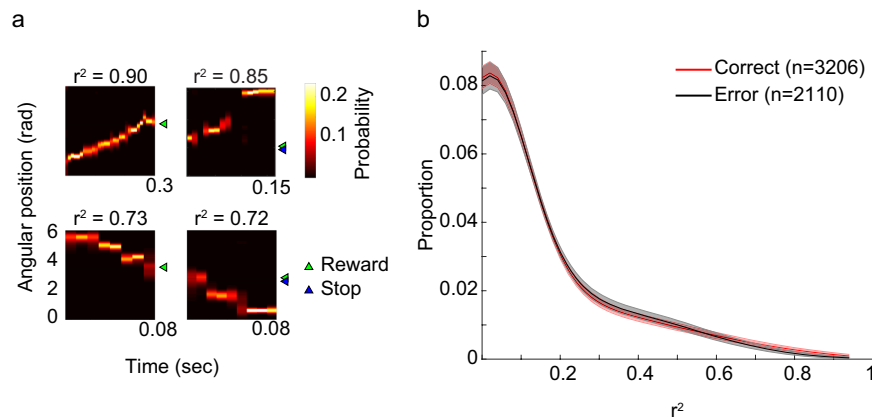 a
r² = 0.90
r² = 0.85
0.2
0.1
Probability
0.3
0.15
Angular position (rad)
r² = 0.73
r² = 0.72
6
4
2
0
0.08
0.08
Reward
Stop
Time (sec)
b
Correct (n=3206)
Error (n=2110)
Proportion
0.08
0.06
0.04
0.02
0
0.2
0.4
0.6
0.8
1
r²